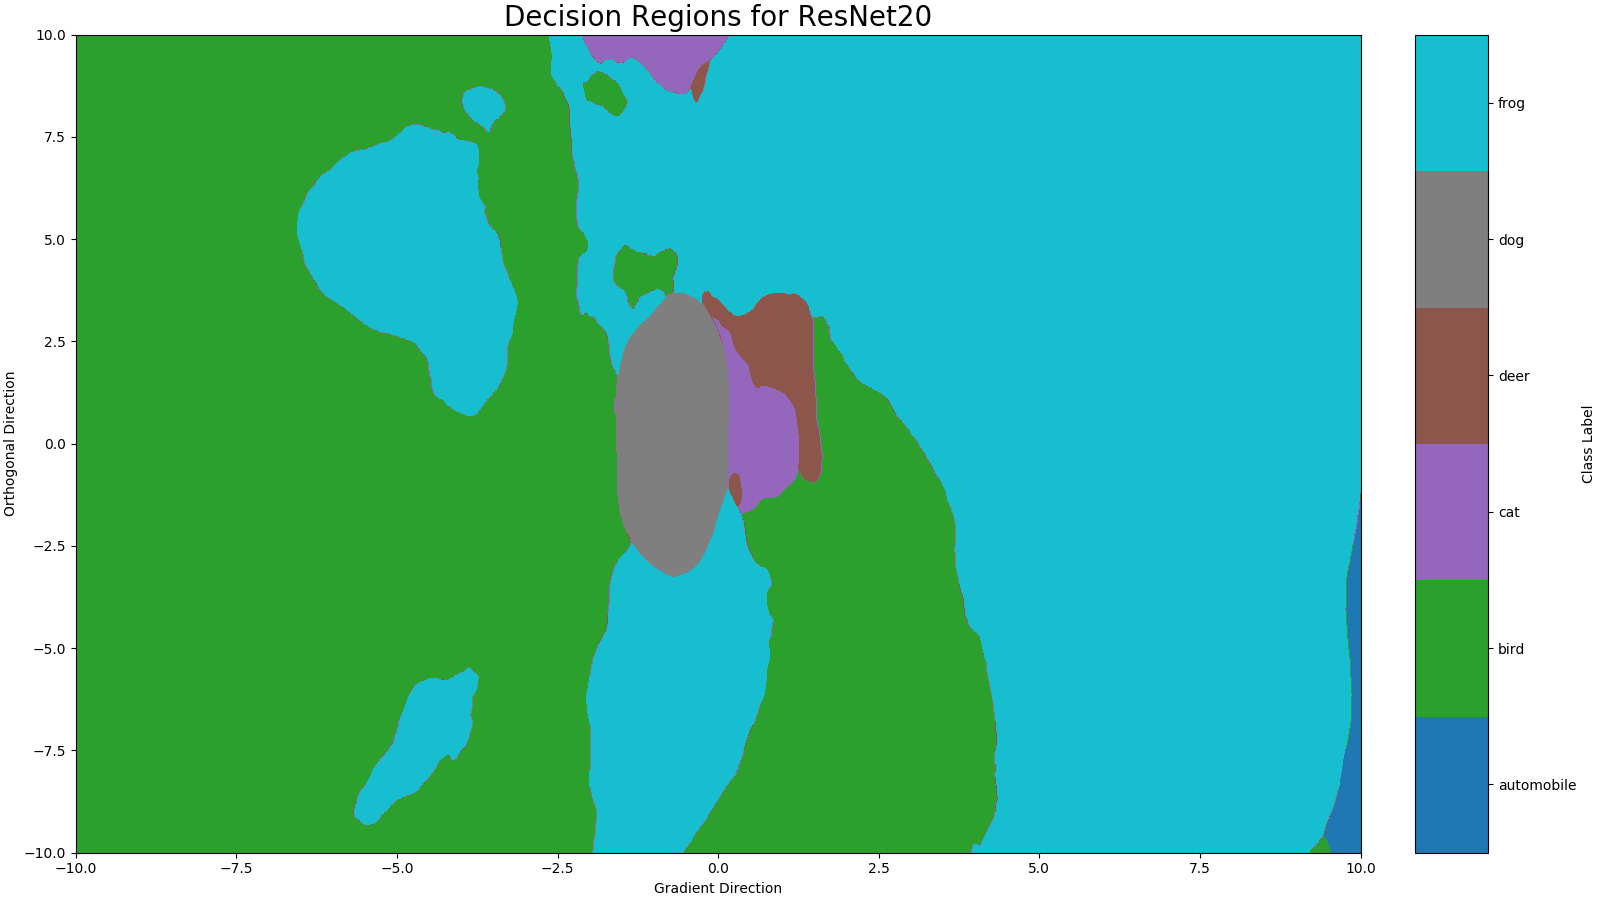 Decision Regions for ResNet20
Orthogonal Direction
10.0
7.5
5.0
2.5
0.0
−2.5
−5.0
−7.5
−10.0
−10.0 −7.5 −5.0 −2.5 0.0 2.5 5.0 7.5 10.0
Gradient Direction
frog
dog
deer
cat
bird
automobile
Class Label